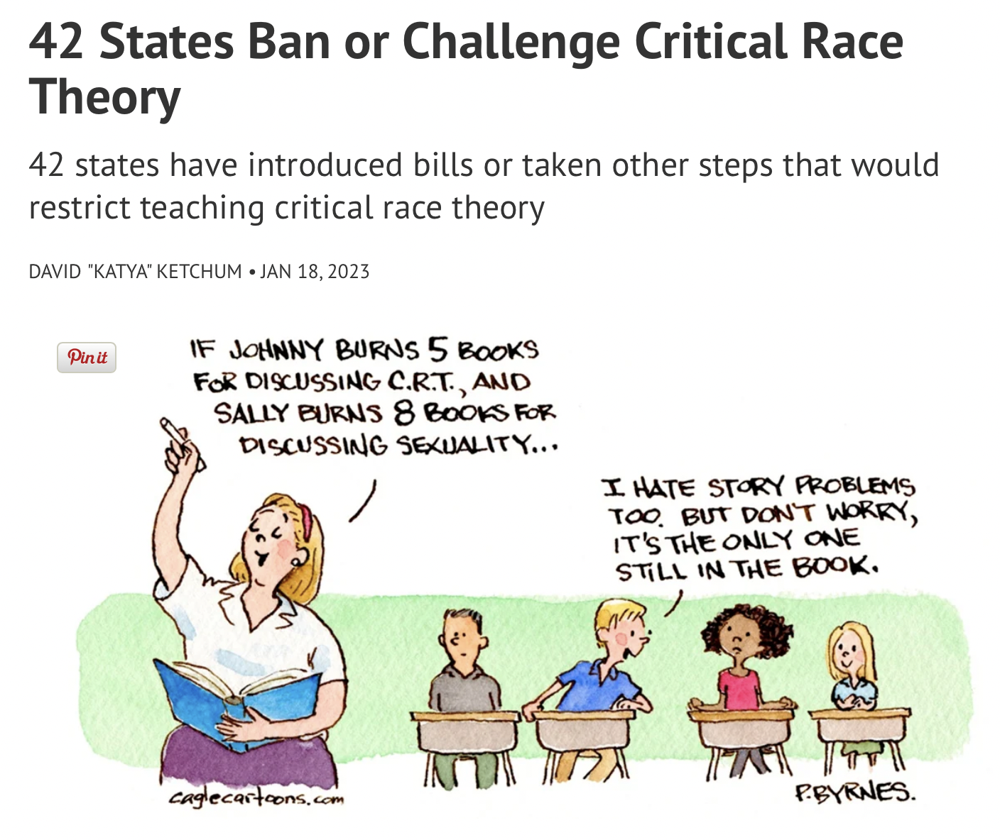 42 States Ban or Challenge Critical Race
Theory
42 states have introduced bills or taken other steps that would
restrict teaching critical race theory
DAVID "KATYA" KETCHUM • JAN 18, 2023
Pin it
IF JOHNNY BURNS 5 BOOKS
FOR DISCUSSING C.R.T., AND
SALLY BURNS 8 BOOKS FOR
DISCUSSING SEXUALITY...
I HATE STORY PROBLEMS
TOO. BUT DON'T WORRY,
IT'S THE ONLY ONE
STILL IN THE BOOK.
caglecartoons.com
P. BYRNES.